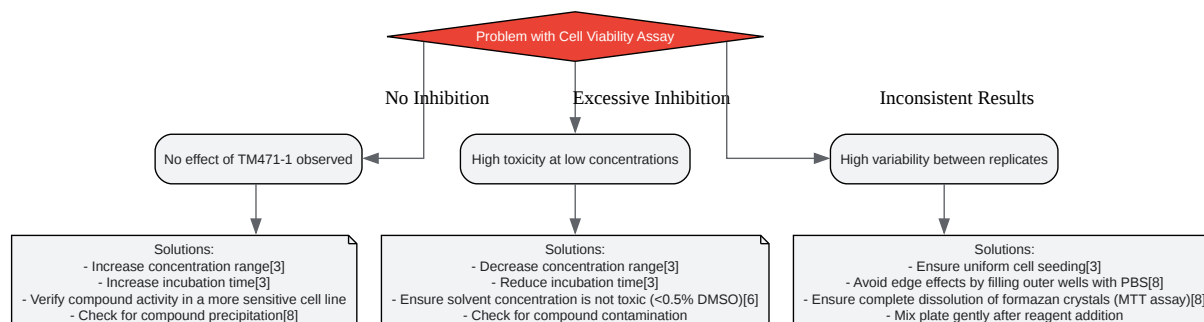 Problem with Cell Viability Assay
No Inhibition
Excessive Inhibition
Inconsistent Results
No effect of TM471-1 observed
High toxicity at low concentrations
High variability between replicates
Solutions:
- Increase concentration range[3]
- Increase incubation time[3]
- Verify compound activity in a more sensitive cell line
- Check for compound precipitation[8]
Solutions:
- Decrease concentration range[3]
- Reduce incubation time[3]
- Ensure solvent concentration is not toxic (<0.5% DMSO)[6]
- Check for compound contamination
Solutions:
- Ensure uniform cell seeding[3]
- Avoid edge effects by filling outer wells with PBS[8]
- Ensure complete dissolution of formazan crystals (MTT assay)[8]
- Mix plate gently after reagent addition